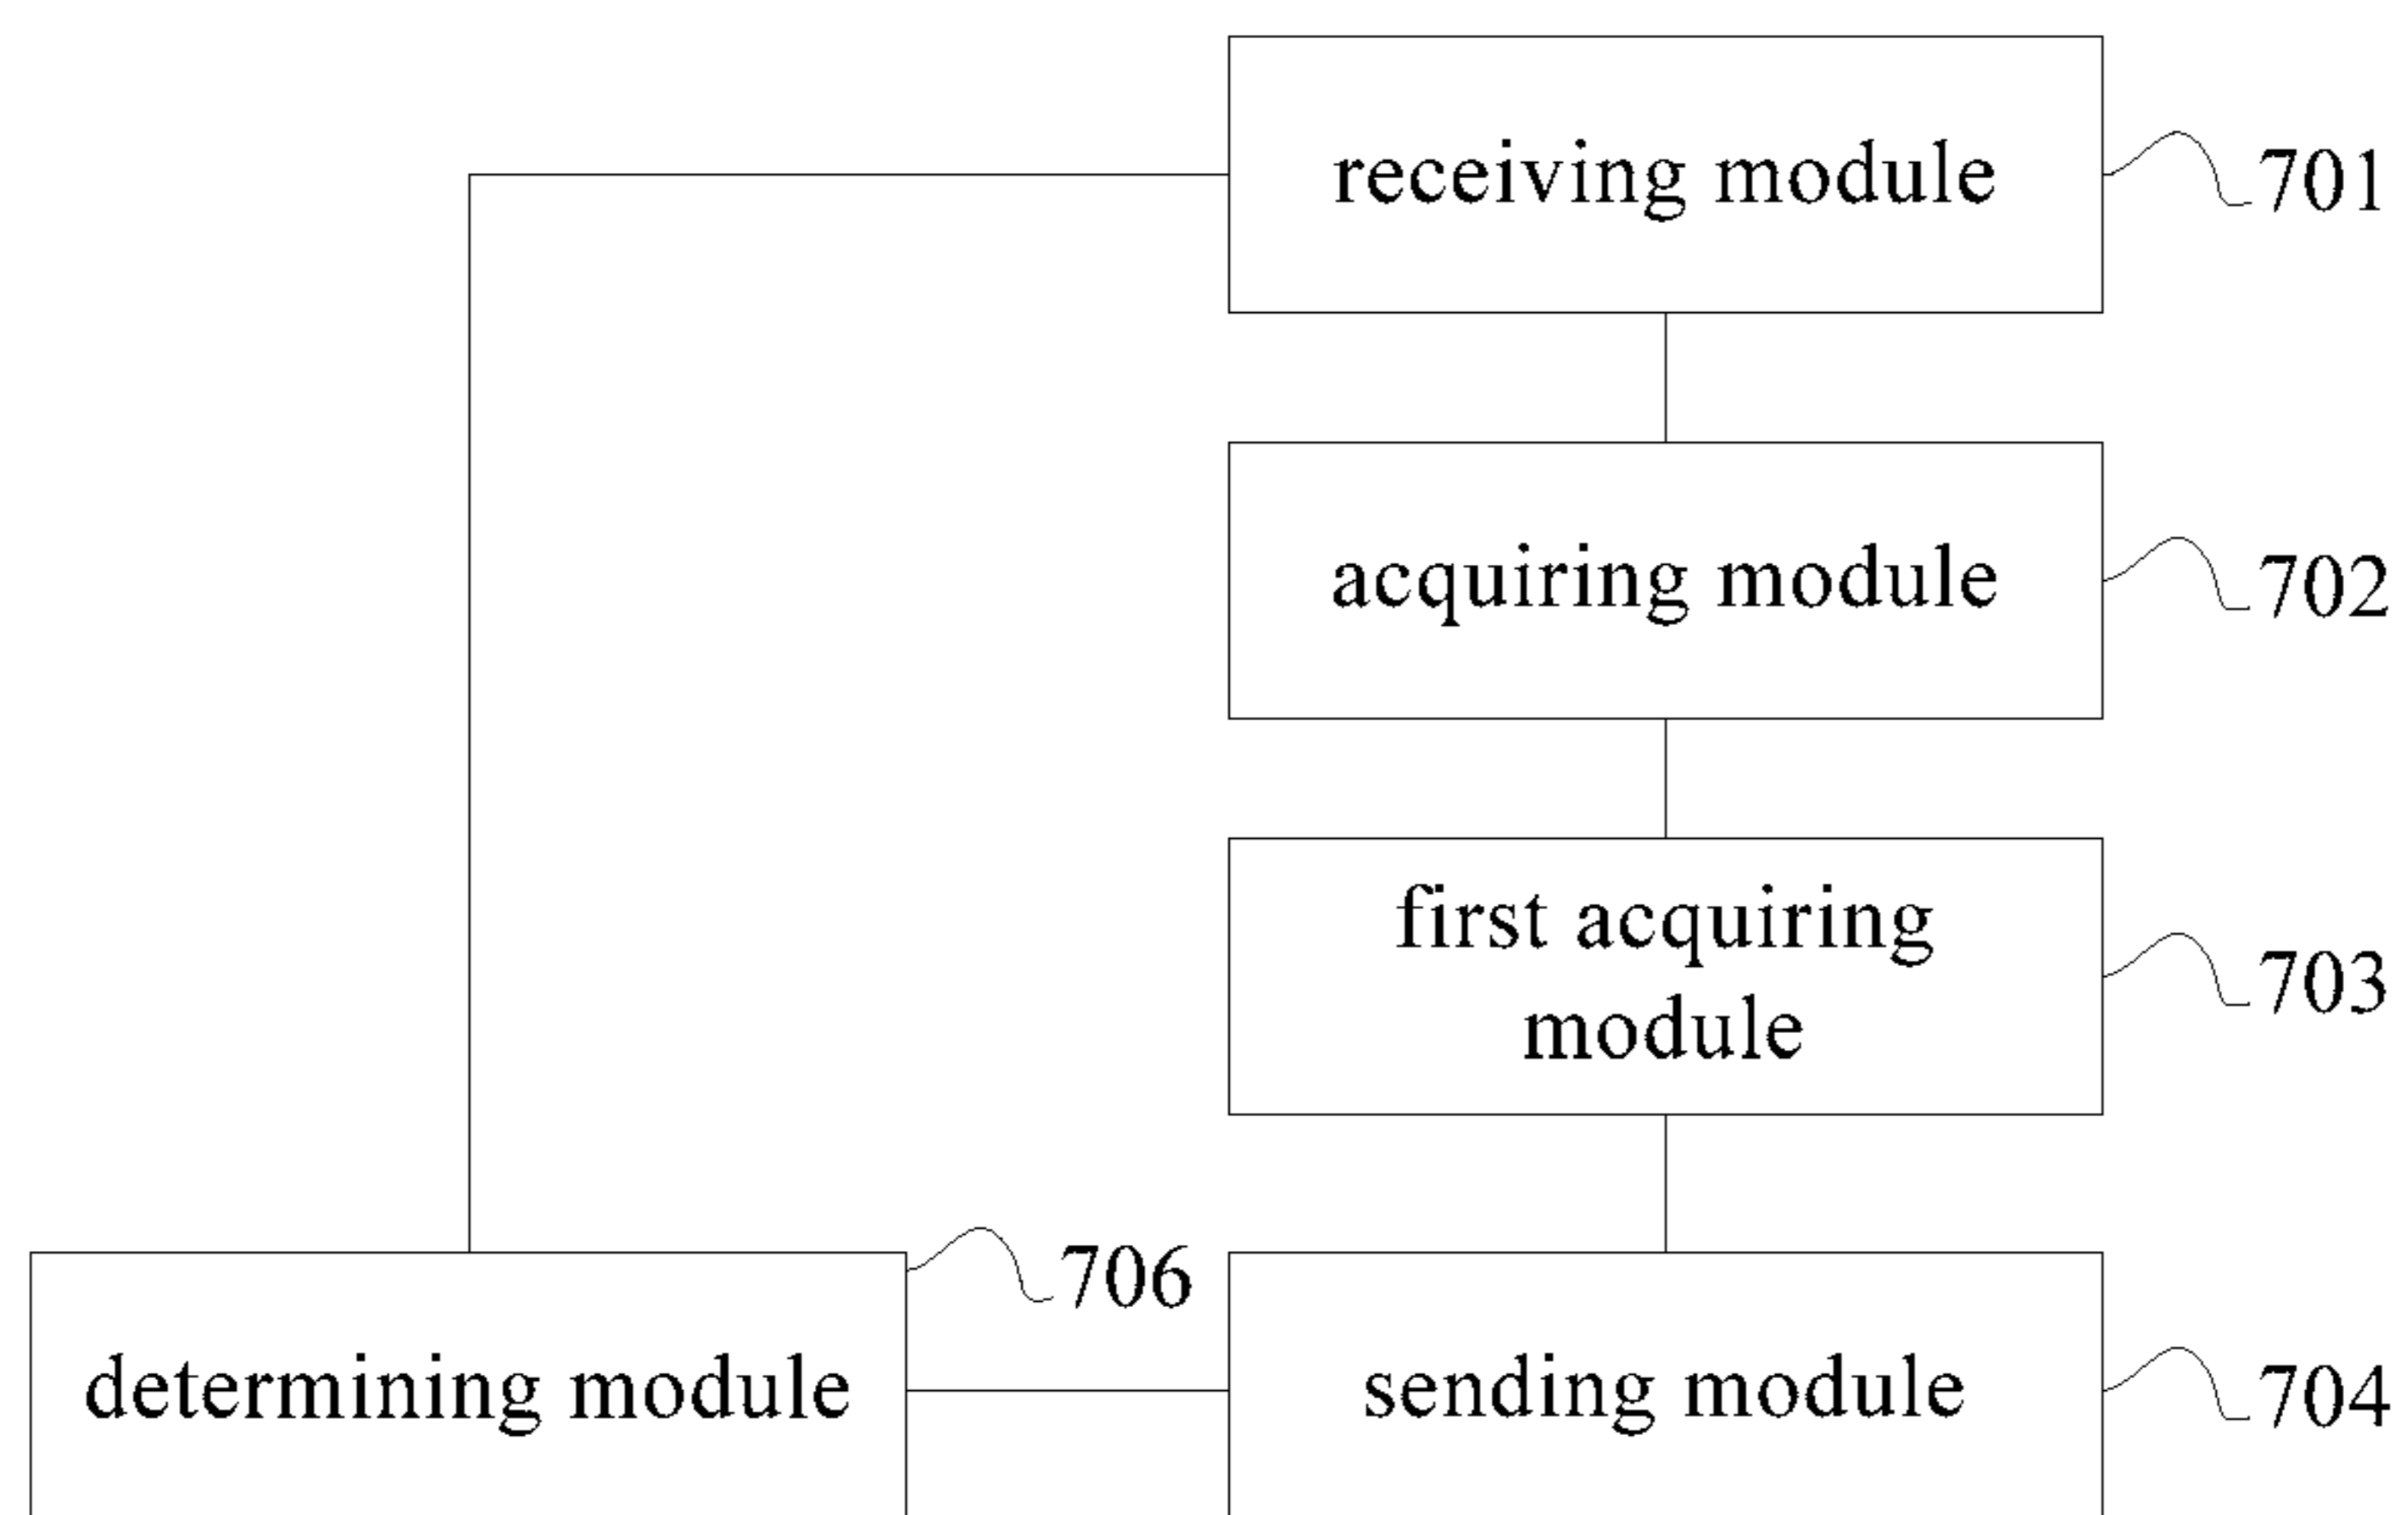 receiving module
701
acquiring module
702
first acquiring
module
703
706
determining module
sending module
704